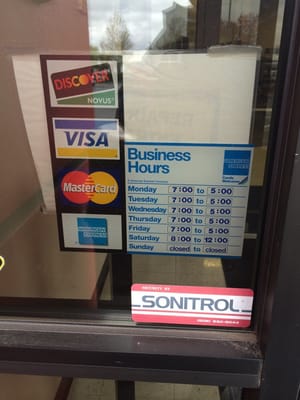 DISCOVER
NOVUS
VISA
MasterCard
AMERICAN EXPRESS
Business Hours
Monday 7:00 to 5:00
Tuesday 7:00 to 5:00
Wednesday 7:00 to 5:00
Thursday 7:00 to 5:00
Friday 7:00 to 5:00
Saturday 8:00 to 12:00
Sunday closed to closed
SECURITY BY
SONITROL